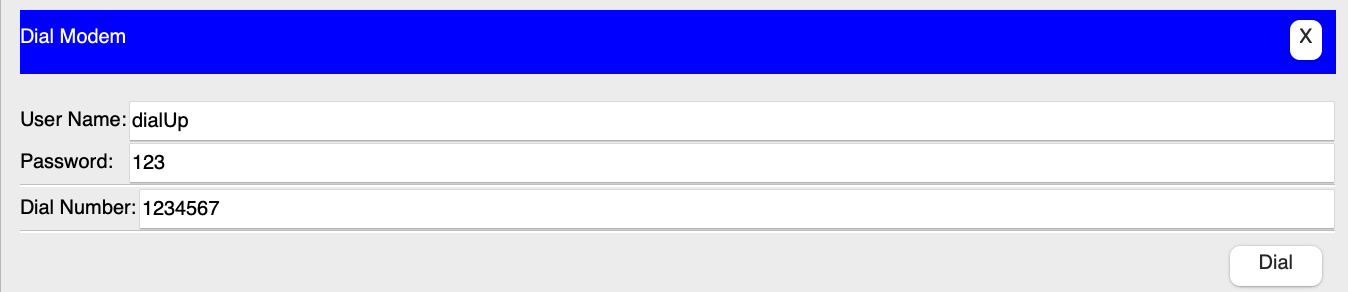 Dial Modem X
User Name: dialUp
Password: 123
Dial Number: 1234567
Dial